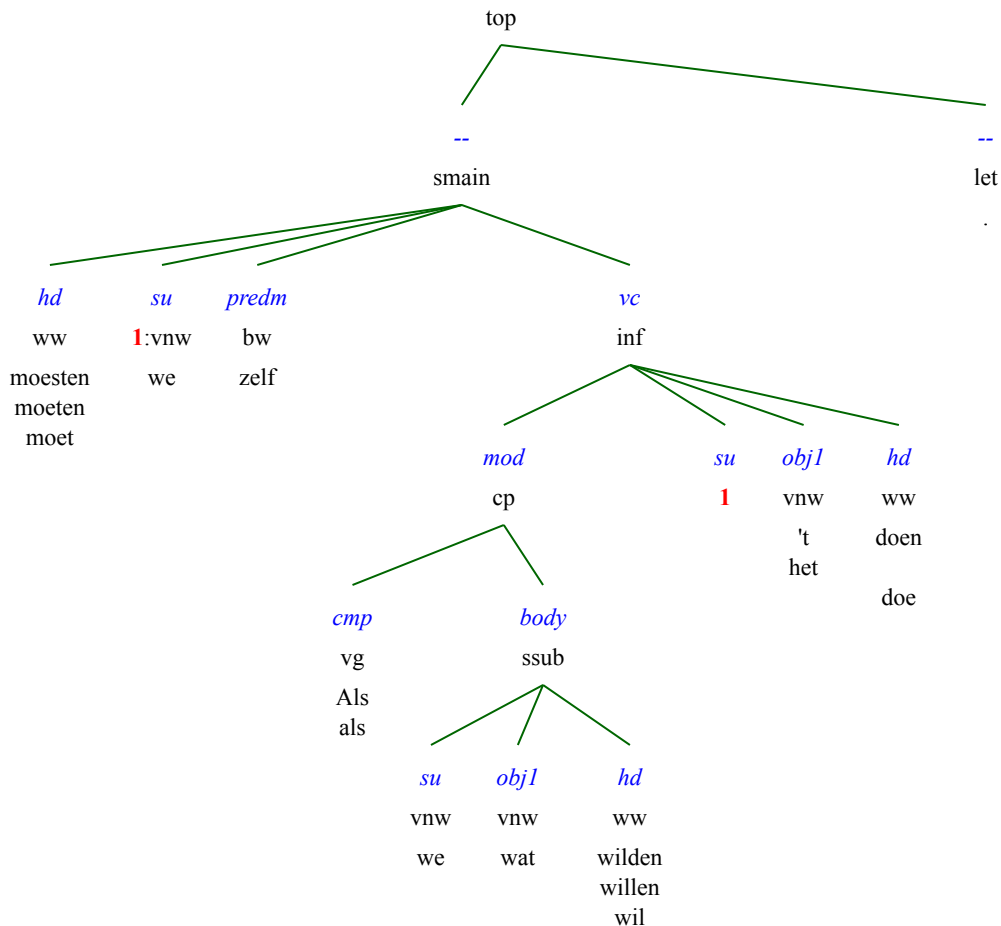 top
-- --
smain let
.
hd su predm vc
ww 1:vnw bw inf
moesten we zelf
moeten
moet
mod su obj1 hd
cp 1 vnw ww
't doen
het
doe
cmp body
vg ssub
Als
als
su obj1 hd
vnw vnw ww
we wat wilden
willen
wil